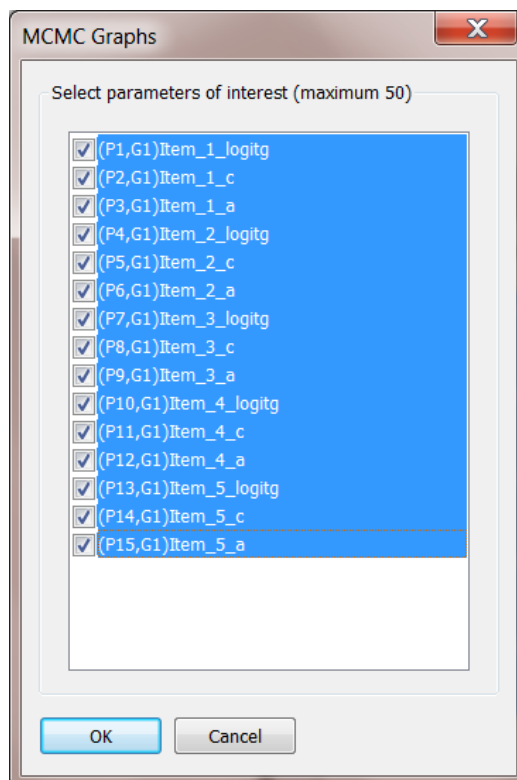 MCMC Graphs
Select parameters of interest (maximum 50)
(P1,G1)Item_1_logitg
(P2,G1)Item_1_c
(P3,G1)Item_1_a
(P4,G1)Item_2_logitg
(P5,G1)Item_2_c
(P6,G1)Item_2_a
(P7,G1)Item_3_logitg
(P8,G1)Item_3_c
(P9,G1)Item_3_a
(P10,G1)Item_4_logitg
(P11,G1)Item_4_c
(P12,G1)Item_4_a
(P13,G1)Item_5_logitg
(P14,G1)Item_5_c
(P15,G1)Item_5_a
OK Cancel